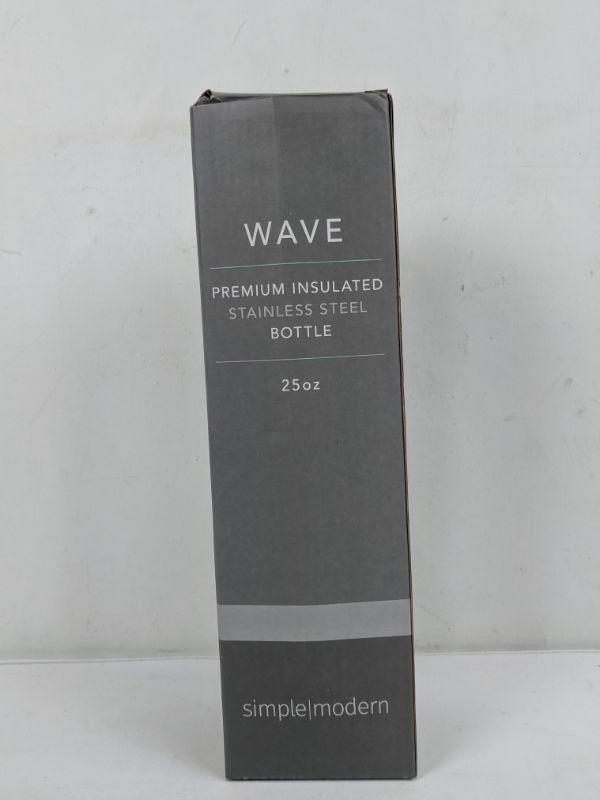 WAVE
PREMIUM INSULATED
STAINLESS STEEL
BOTTLE
25oz
simple|modern